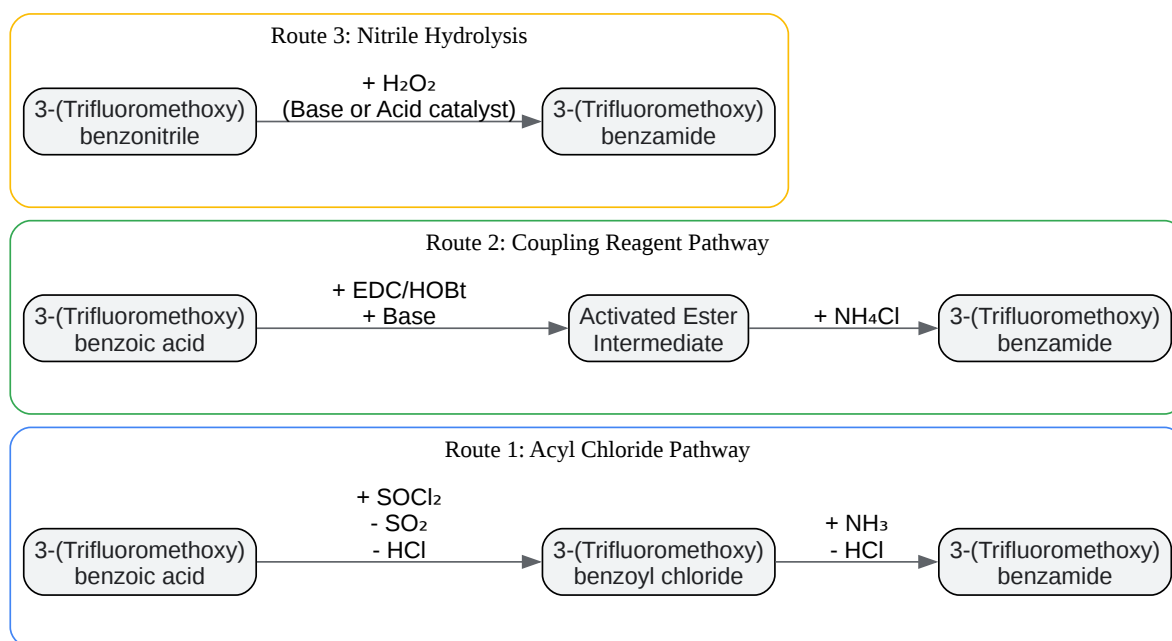 Route 3: Nitrile Hydrolysis
3-(Trifluoromethoxy)
benzonitrile
+ H₂O₂
(Base or Acid catalyst)
3-(Trifluoromethoxy)
benzamide
Route 2: Coupling Reagent Pathway
3-(Trifluoromethoxy)
benzoic acid
+ EDC/HOBt
+ Base
Activated Ester
Intermediate
+ NH₄Cl
3-(Trifluoromethoxy)
benzamide
Route 1: Acyl Chloride Pathway
3-(Trifluoromethoxy)
benzoic acid
+ SOCl₂
- SO₂
- HCl
3-(Trifluoromethoxy)
benzoyl chloride
+ NH₃
- HCl
3-(Trifluoromethoxy)
benzamide